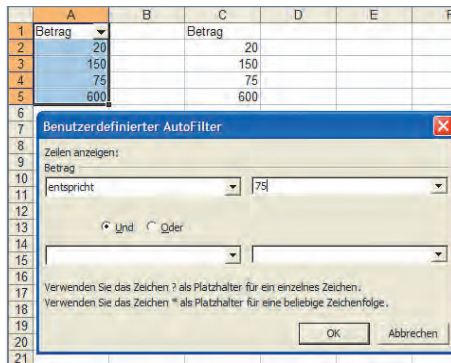 A B C D E F
1 Betrag Betrag
2 20 20
3 150 150
4 75 75
5 600 600
6
7 Benutzerdefinierter AutoFilter
8
Zeilen anzeigen:
9
Betrag
10
entspricht 75
11
12
Und Oder
13
14
15
16
Verwenden Sie das Zeichen ? als Platzhalter für ein einzelnes Zeichen.
17
Verwenden Sie das Zeichen * als Platzhalter für eine beliebige Zeichenfolge.
18
19
OK Abbrechen
20
21